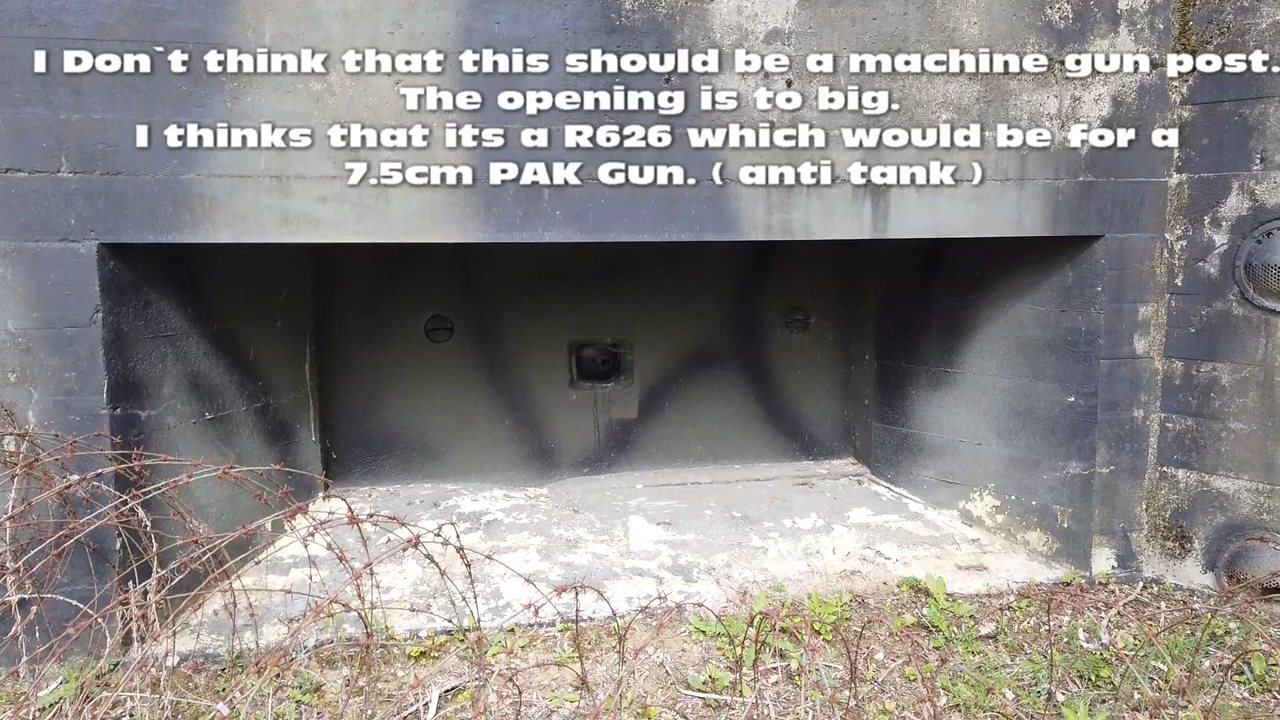 I Don`t think that this should be a machine gun post.
The opening is to big.
I thinks that its a R626 which would be for a
7.5cm PAK Gun. ( anti tank )